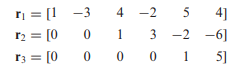 r₁ = [1 −3 4 −2 5 4]
r₂ = [0 0 1 3 −2 −6]
r₃ = [0 0 0 0 1 5]